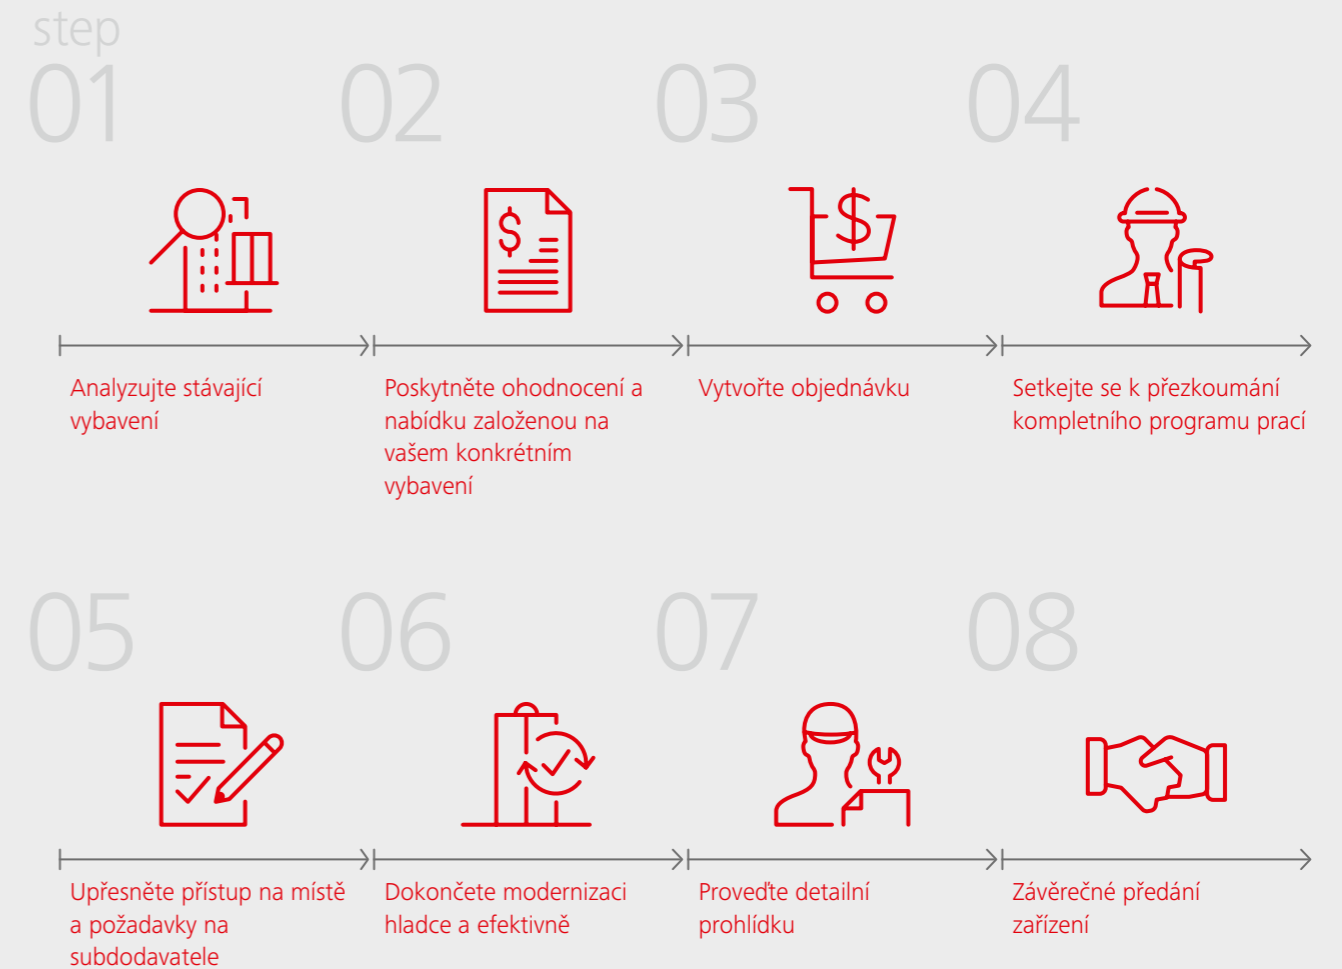 step
01
02
03
04
Analyzujte stávající
vybavení
Poskytněte ohodnocení a
nabídku založenou na
vašem konkrétním
vybavení
Vytvořte objednávku
Setkejte se k přezkoumání
kompletního programu prací
05
06
07
08
Upřesněte přístup na místě
a požadavky na
subdodavatele
Dokončete modernizaci
hladce a efektivně
Proveďte detailní
prohlídku
Závěrečné předání
zařízení